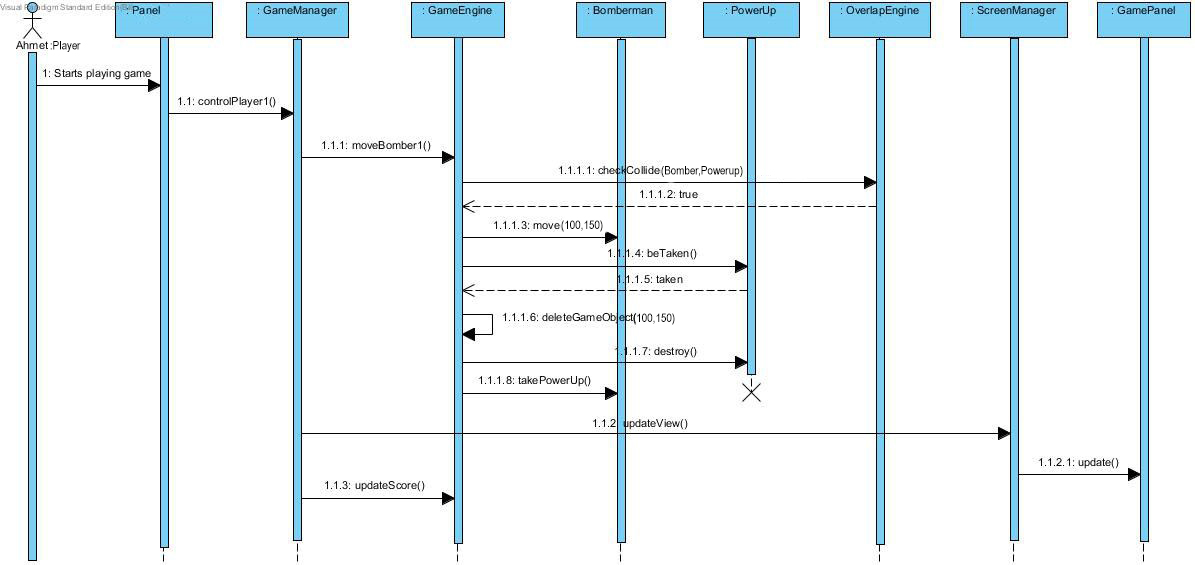 Visual Paradigm Standard Edition
: Panel
: GameManager
: GameEngine
: Bomberman
: PowerUp
: OverlapEngine
: ScreenManager
: GamePanel
Ahmet :Player
1: Starts playing game
1.1: controlPlayer1()
1.1.1: moveBomber1()
1.1.1.1: checkCollide(Bomber,Powerup)
1.1.1.2: true
1.1.1.3: move(100,150)
1.1.1.4: beTaken()
1.1.1.5: taken
1.1.1.6: deleteGameObject(100,150)
1.1.1.7: destroy()
1.1.1.8: takePowerUp()
1.1.2: updateView()
1.1.2.1: update()
1.1.3: updateScore()